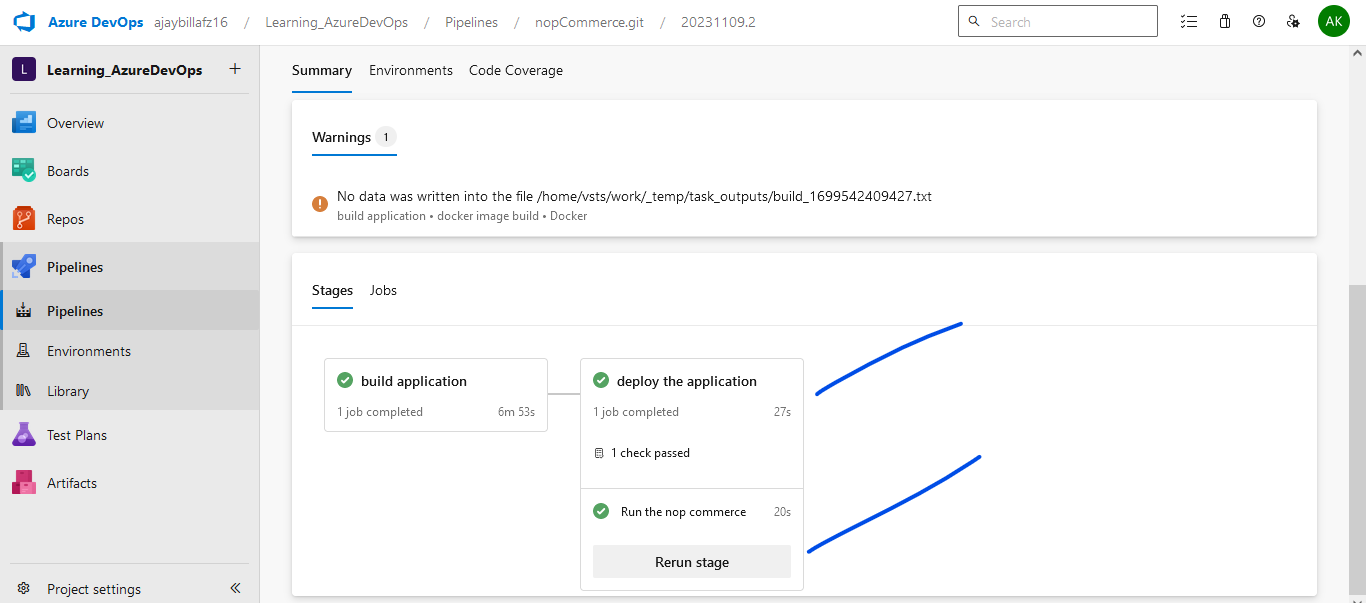 Azure DevOps ajaybillafz16 / Learning_AzureDevOps / Pipelines / nopCommerce.git / 20231109.2 Search AK
L Learning_AzureDevOps +
Overview
Boards
Repos
Pipelines
Pipelines
Environments
Library
Test Plans
Artifacts
Project settings
Summary Environments Code Coverage
Warnings 1
No data was written into the file /home/vsts/work/_temp/task_outputs/build_1699542409427.txt
build application • docker image build • Docker
Stages Jobs
build application
1 job completed 6m 53s
deploy the application
1 job completed 27s
1 check passed
Run the nop commerce 20s
Rerun stage